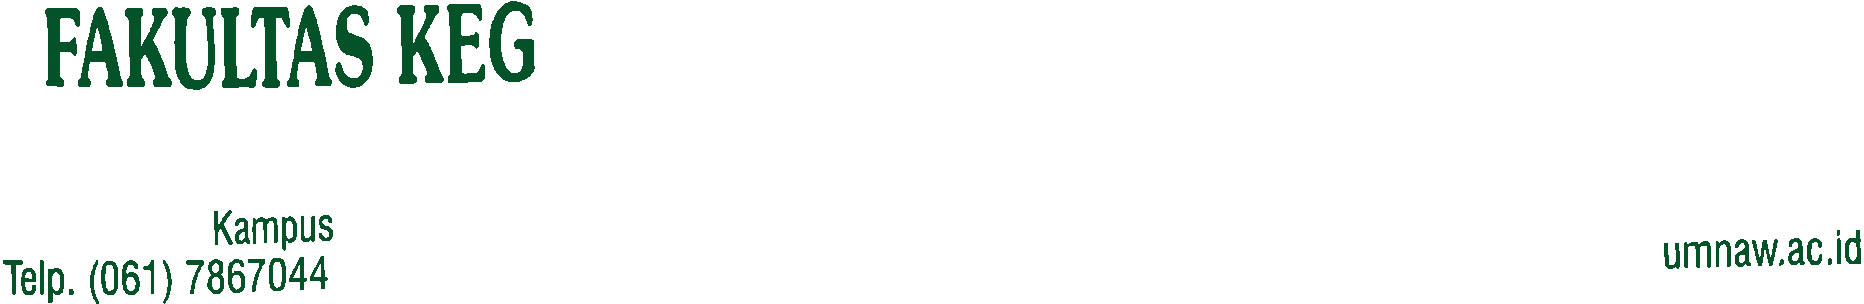 FAKULTAS KEG
Kampus
umnaw.ac.id
Telp. (061) 7867044